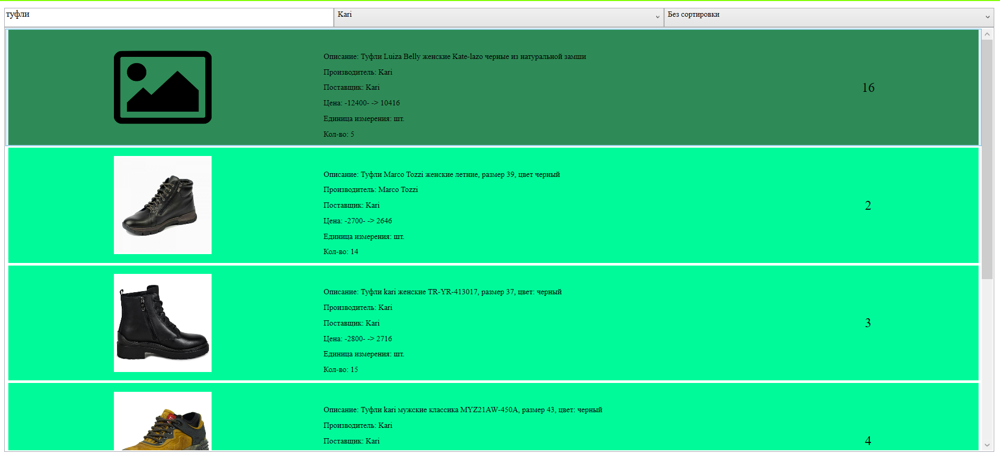 туфли
Kari
Без сортировки
Описание: Туфли Luiza Belly женские Kate-lazo черные из натуральной замши
Производитель: Kari
Поставщик: Kari
Цена: -12400- -> 10416
Единица измерения: шт.
Кол-во: 5
16
Описание: Туфли Marco Tozzi женские летние, размер 39, цвет черный
Производитель: Marco Tozzi
Поставщик: Kari
Цена: -2700- -> 2646
Единица измерения: шт.
Кол-во: 14
2
Описание: Туфли kari женские TR-YR-413017, размер 37, цвет: черный
Производитель: Kari
Поставщик: Kari
Цена: -2800- -> 2716
Единица измерения: шт.
Кол-во: 15
3
Описание: Туфли kari мужские классика MYZ21AW-450A, размер 43, цвет: черный
Производитель: Kari
Поставщик: Kari
4